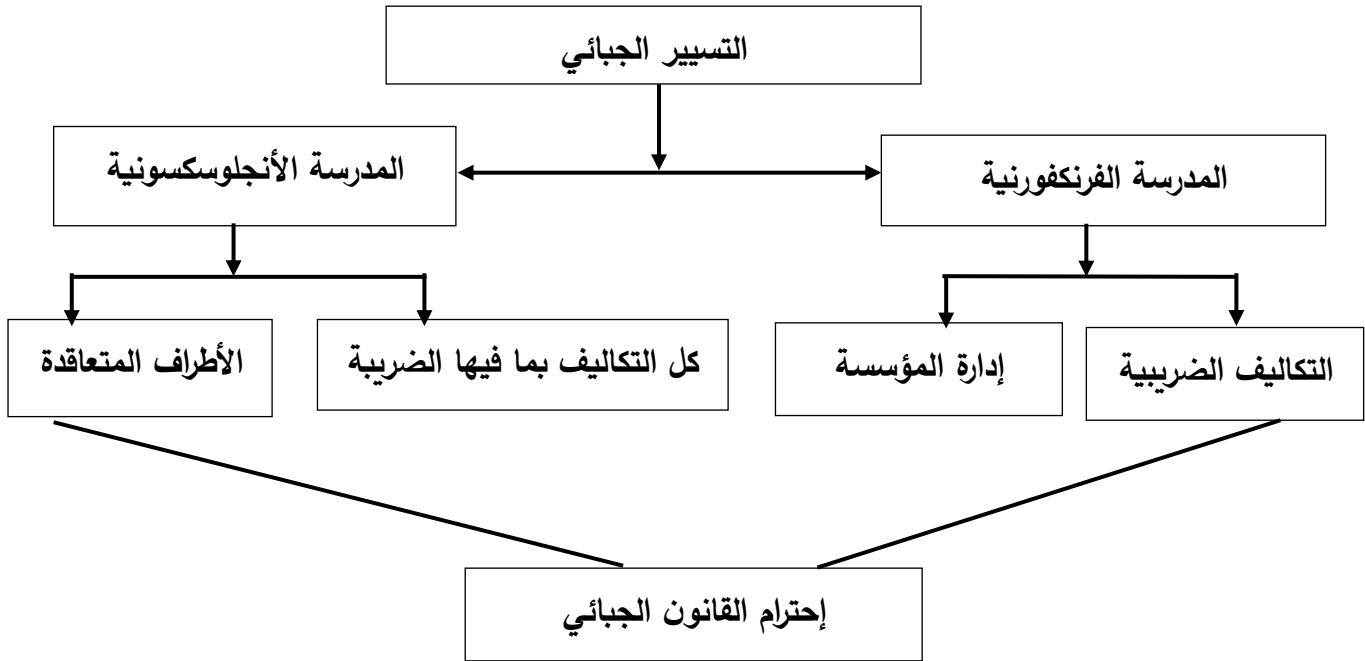 التسيير الجبائي
المدرسة الفرنكفورنية
المدرسة الأنجلوسكسونية
التكاليف الضريبية
إدارة المؤسسة
كل التكاليف بما فيها الضريبة
الأطراف المتعاقدة
إحترام القانون الجبائي